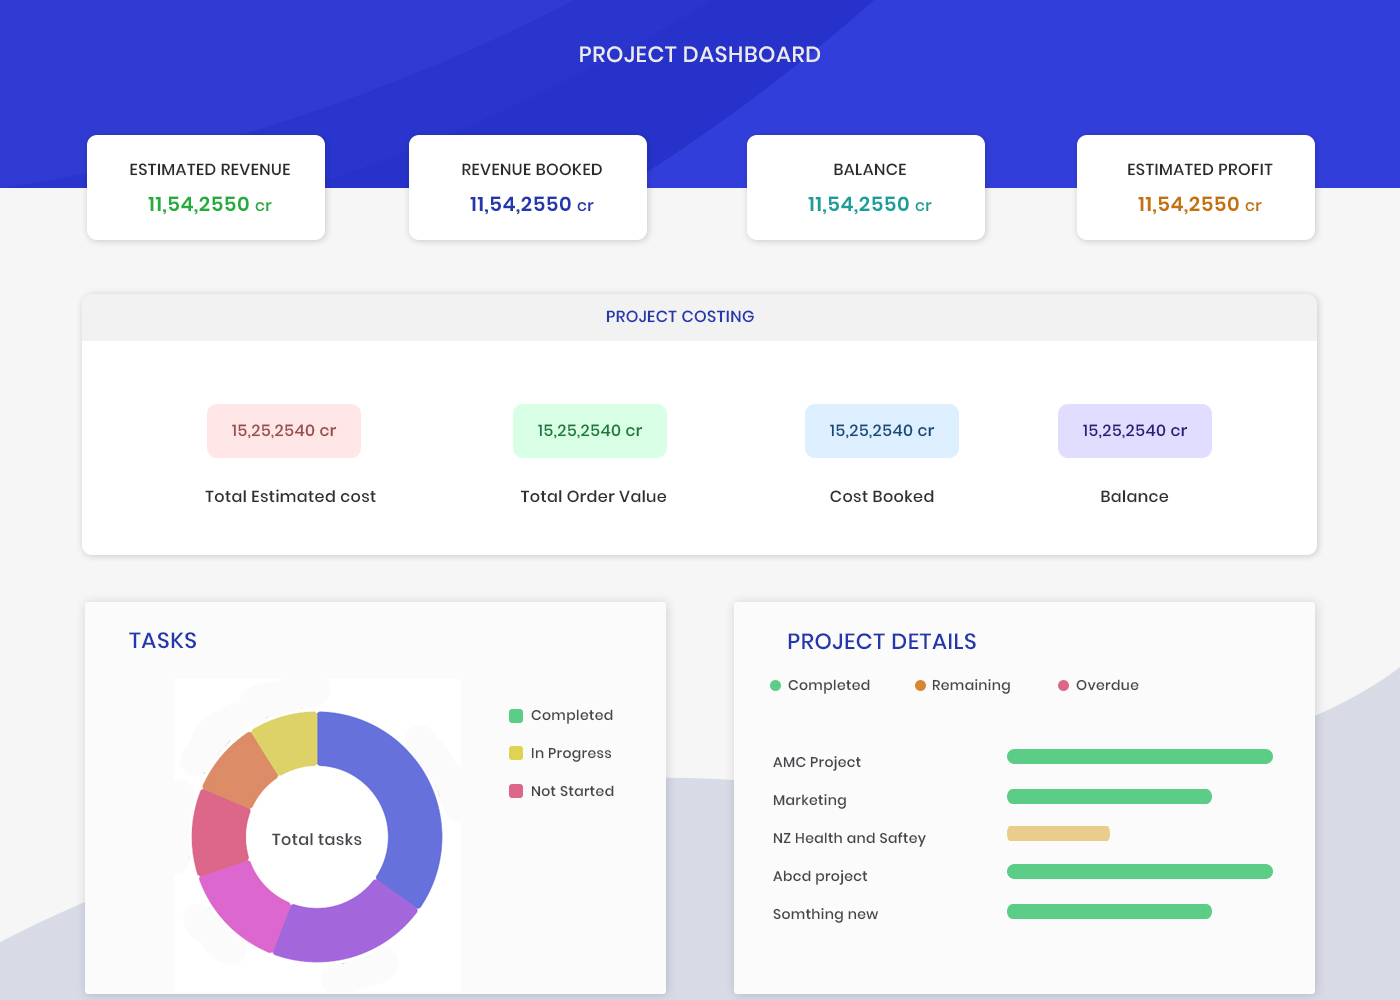 PROJECT DASHBOARD
ESTIMATED REVENUE
11,54,2550 cr
REVENUE BOOKED
11,54,2550 cr
BALANCE
11,54,2550 cr
ESTIMATED PROFIT
11,54,2550 cr
PROJECT COSTING
15,25,2540 cr
Total Estimated cost
15,25,2540 cr
Total Order Value
15,25,2540 cr
Cost Booked
15,25,2540 cr
Balance
TASKS
Total tasks
Completed
In Progress
Not Started
PROJECT DETAILS
Completed
Remaining
Overdue
AMC Project
Marketing
NZ Health and Saftey
Abcd project
Somthing new